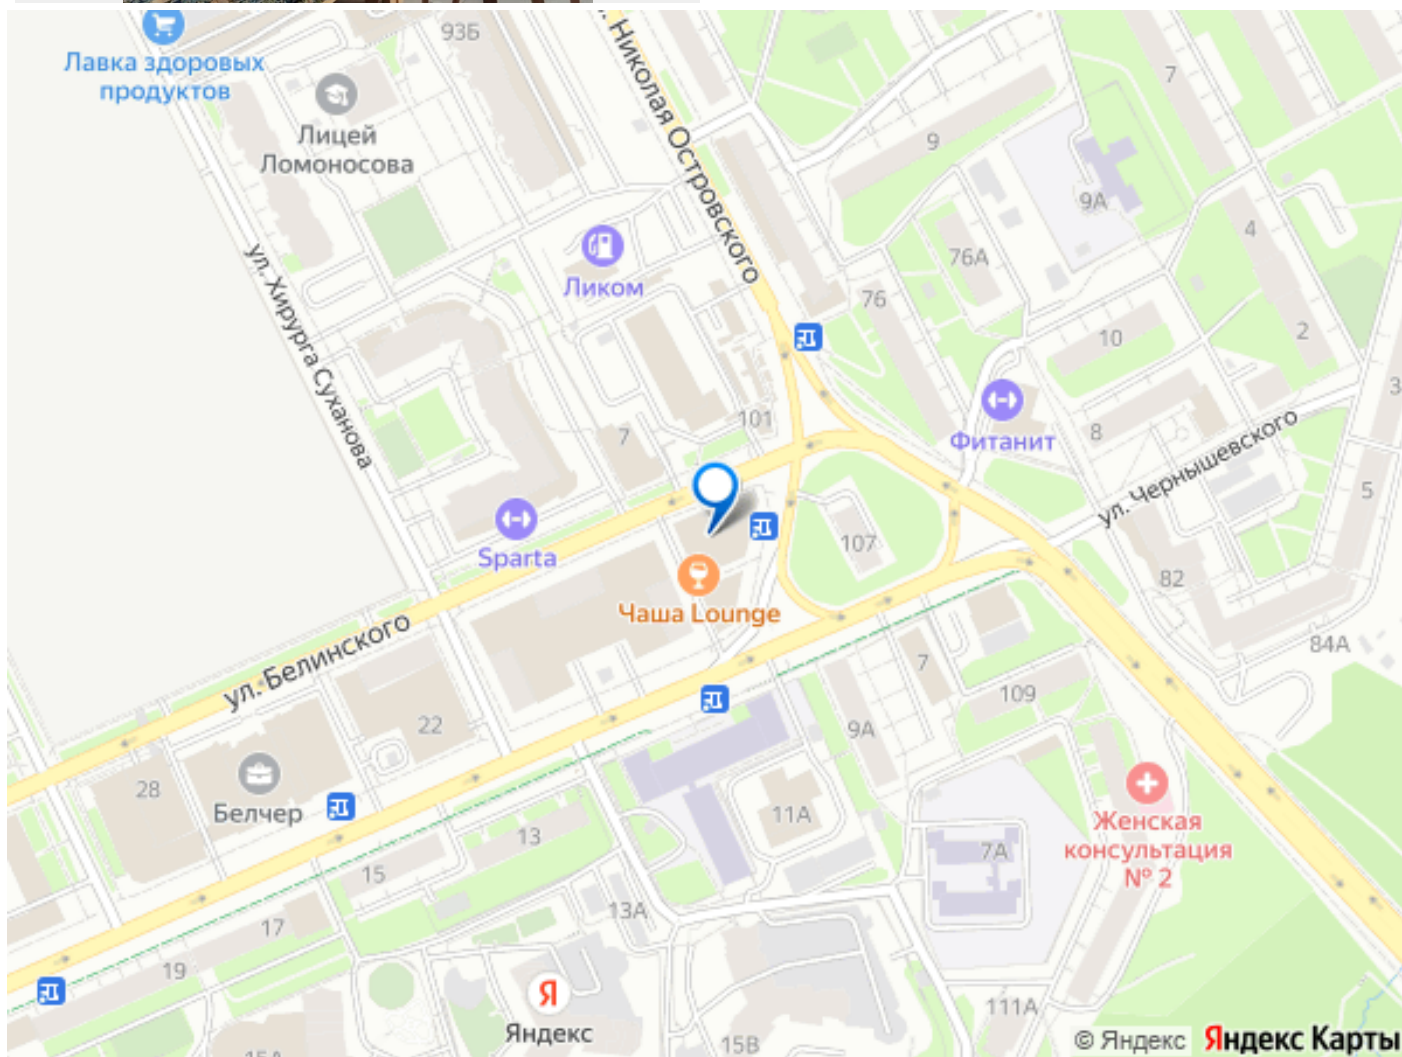 93Б
Лавка здоровых
продуктов
Лицей
Ломоносова
ул. Николая Островского
7
9
9А
4
76А
ул. Хирурга Суханова
Ликом
76
10
2
101
7
Фитанит
8
3
ул. Чернышевского
5
Sparta
107
82
Чаша Lounge
84А
ул. Белинского
22
7
109
9А
28
Белчер
11А
13
7А
Женская
консультация
№ 2
15
13А
17
19
Я
Яндекс
111А
15В
15А
© Яндекс Яндекс Карты